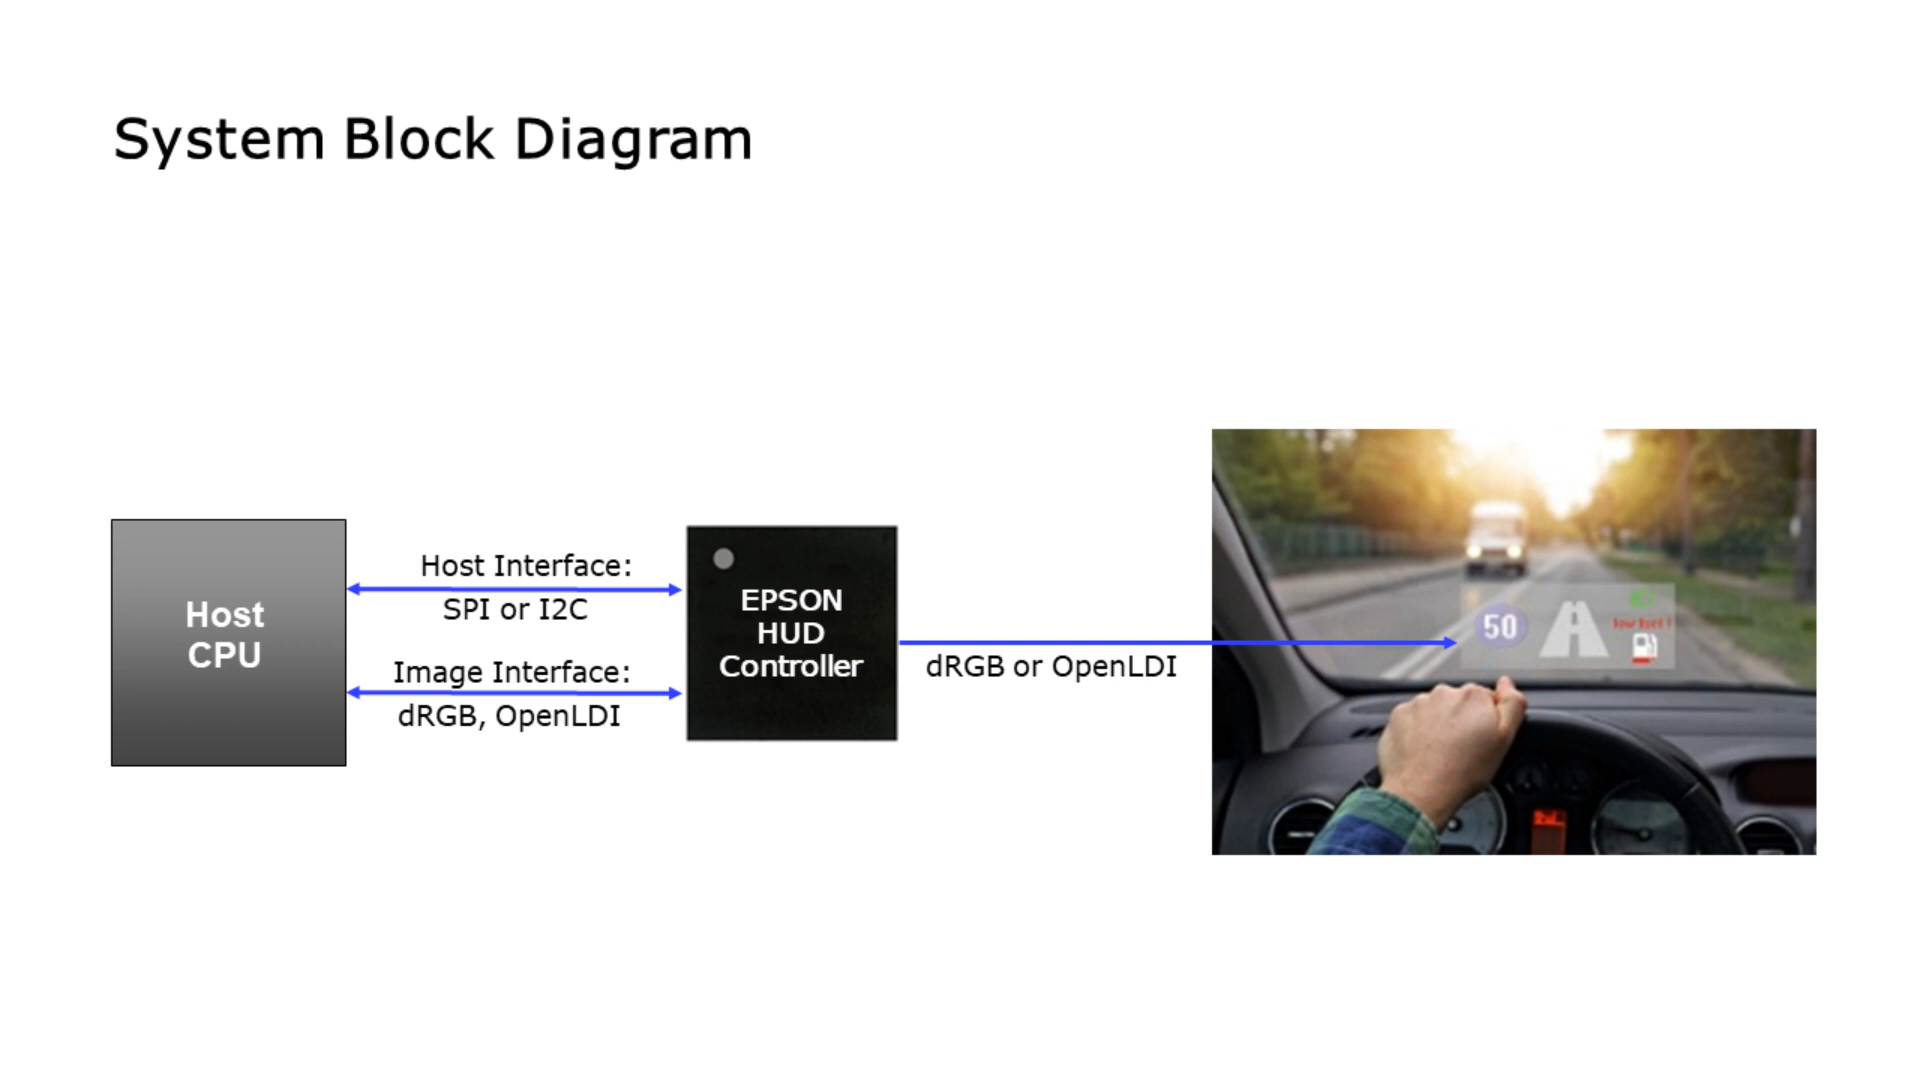 System Block Diagram
Host
CPU
Host Interface:
SPI or I2C
Image Interface:
dRGB, OpenLDI
EPSON
HUD
Controller
dRGB or OpenLDI
50